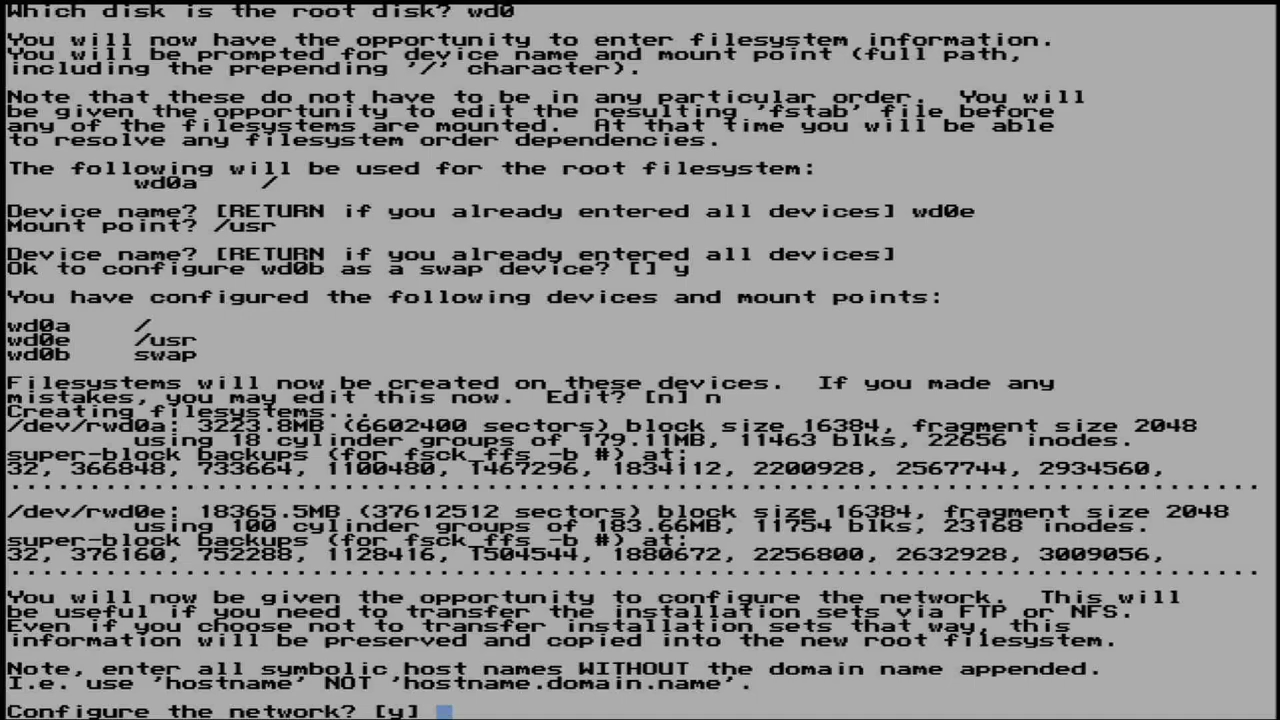 Which disk is the root disk? wd0
You will now have the opportunity to enter filesystem information.
You will be prompted for device name and mount point (full path,
including the prepending '/' character).
Note that these do not have to be in any particular order.  You will
be given the opportunity to edit the resulting 'fstab' file before
any of the filesystems are mounted.  At that time you will be able
to resolve any filesystem order dependencies.
The following will be used for the root filesystem:
wd0a    /
Device name? [RETURN if you already entered all devices] wd0e
Mount point? /usr
Device name? [RETURN if you already entered all devices]
Ok to configure wd0b as a swap device? [] y
You have configured the following devices and mount points:
wd0a    /
wd0e    /usr
wd0b    swap
Filesystems will now be created on these devices.  If you made any
mistakes, you may edit this now.  Edit? [n] n
Creating filesystems...
/dev/rwd0a: 3223.8MB (6602400 sectors) block size 16384, fragment size 2048
using 18 cylinder groups of 179.11MB, 11463 blks, 22656 inodes.
super-block backups (for fsck_ffs -b #) at:
32, 366848, 733664, 1100480, 1467296, 1834112, 2200928, 2567744, 2934560,
................................................................................
/dev/rwd0e: 18365.5MB (37612512 sectors) block size 16384, fragment size 2048
using 100 cylinder groups of 183.66MB, 11754 blks, 23168 inodes.
super-block backups (for fsck_ffs -b #) at:
32, 376160, 752288, 1128416, 1504544, 1880672, 2256800, 2632928, 3009056,
................................................................................
You will now be given the opportunity to configure the network.  This will
be useful if you need to transfer the installation sets via FTP or NFS.
Even if you choose not to transfer installation sets that way, this
information will be preserved and copied into the new root filesystem.
Note, enter all symbolic host names WITHOUT the domain name appended.
I.e. use 'hostname' NOT 'hostname.domain.name'.
Configure the network? [y]